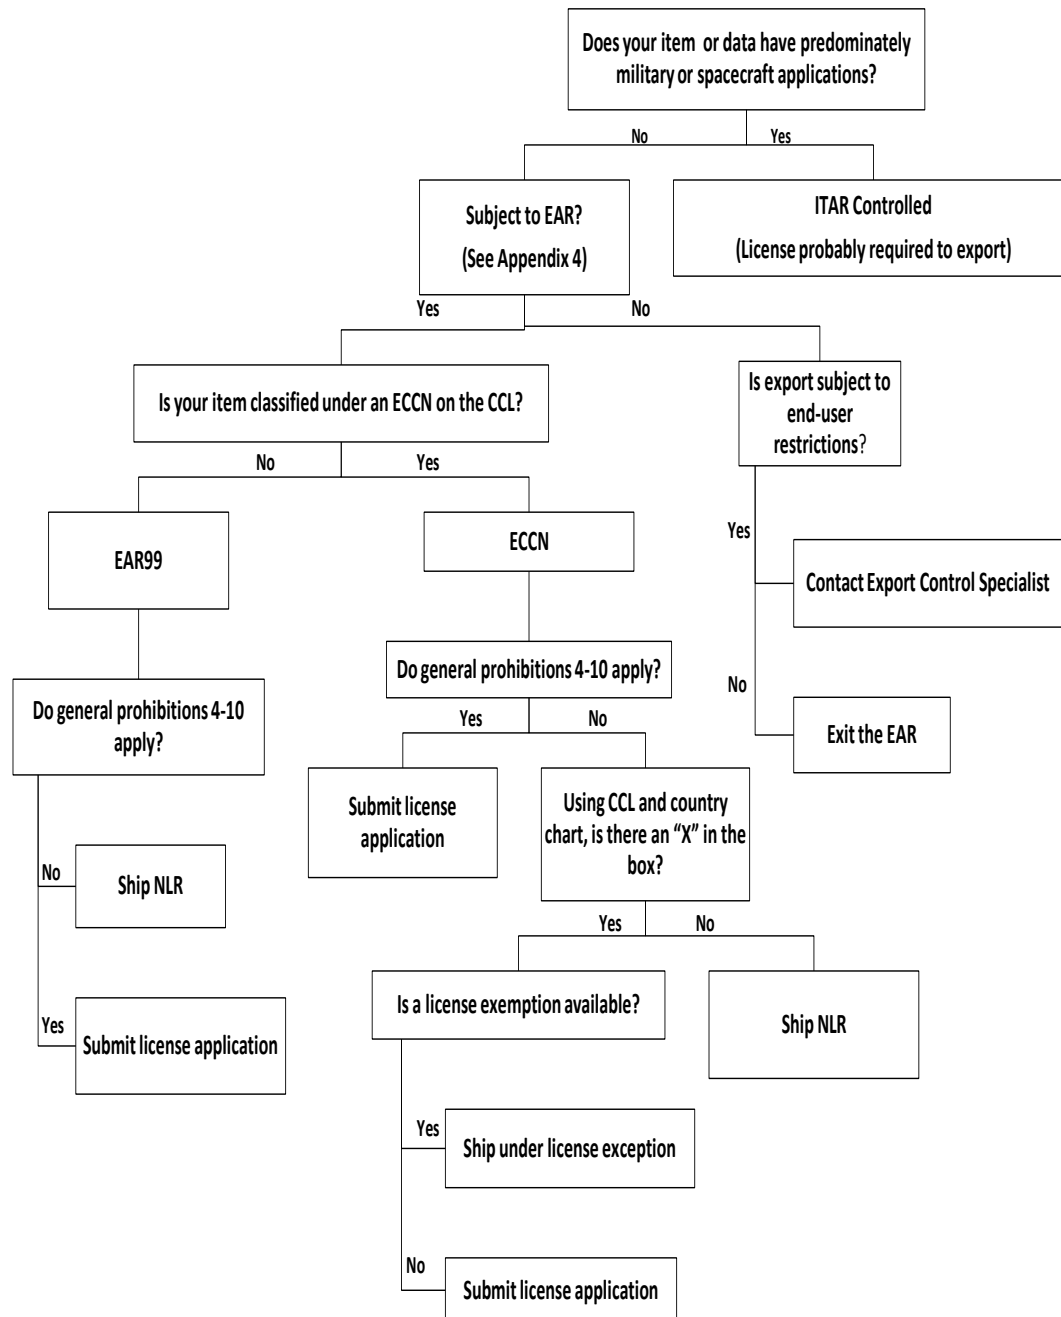 Does your item or data have predominately
military or spacecraft applications?
No
Yes
Subject to EAR?
(See Appendix 4)
ITAR Controlled
(License probably required to export)
Yes
No
Is your item classified under an ECCN on the CCL?
Is export subject to
end-user
restrictions?
No
Yes
EAR99
ECCN
Yes
Contact Export Control Specialist
Do general prohibitions 4-10 apply?
No
Do general prohibitions 4-10
apply?
Yes
No
Exit the EAR
Submit license
application
Using CCL and country
chart, is there an “X” in the
box?
No
Ship NLR
Yes
No
Is a license exemption available?
Ship NLR
Yes
Submit license application
Yes
Ship under license exception
No
Submit license application